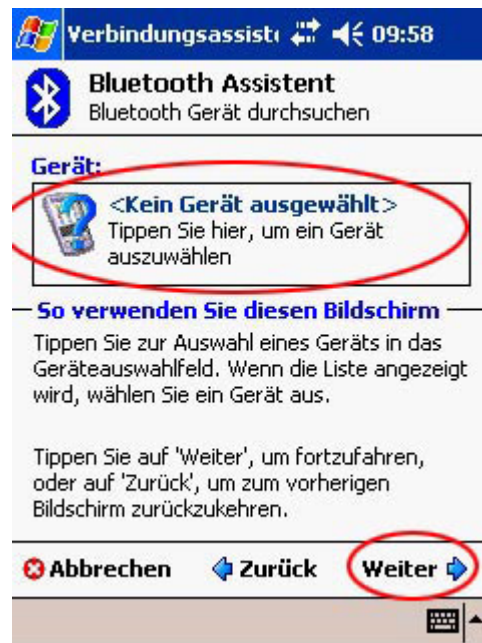 Verbindungsassist 09:58
Bluetooth Assistent
Bluetooth Gerät durchsuchen
Gerät:
<Kein Gerät ausgewählt>
Tippen Sie hier, um ein Gerät
auszuwählen
So verwenden Sie diesen Bildschirm
Tippen Sie zur Auswahl eines Geräts in das
Geräteauswahlfeld. Wenn die Liste angezeigt
wird, wählen Sie ein Gerät aus.
Tippen Sie auf 'Weiter', um fortzufahren,
oder auf 'Zurück', um zum vorherigen
Bildschirm zurückzukehren.
Abbrechen Zurück Weiter